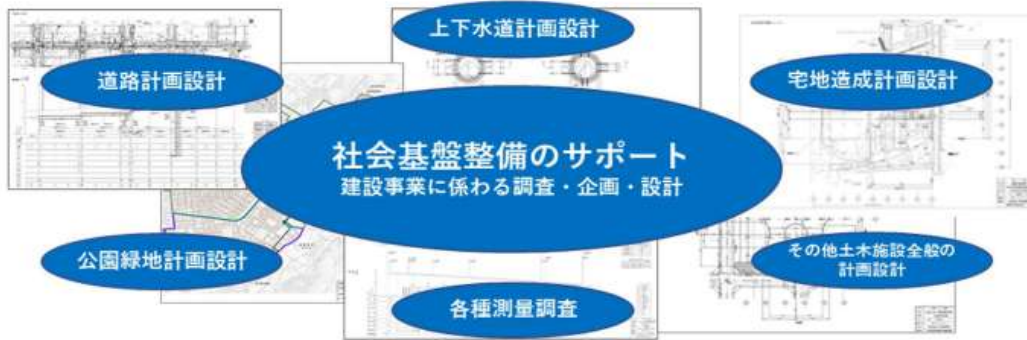 上下水道計画設計
道路計画設計
宅地造成計画設計
社会基盤整備のサポート
建設事業に係わる調査・企画・設計
公園緑地計画設計
その他土木施設全般の
計画設計
各種測量調査